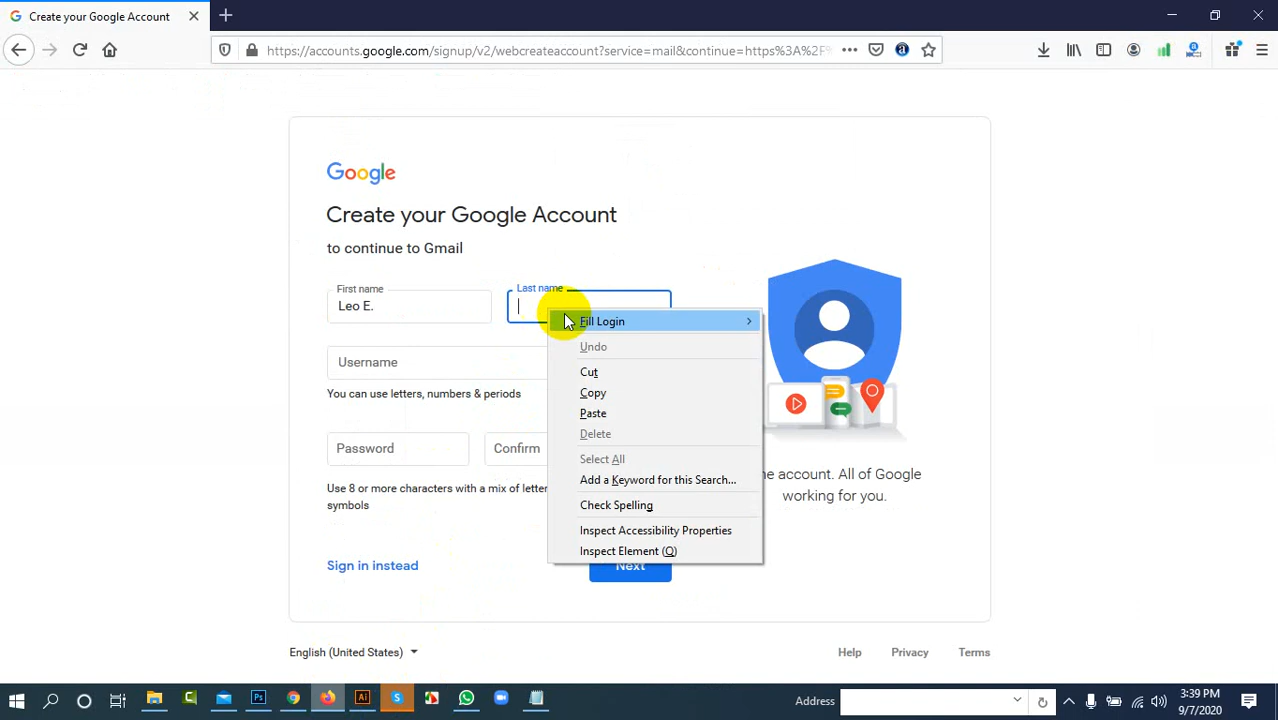 Create your Google Account
https://accounts.google.com/signup/v2/webcreateaccount?service=mail&continue=https%3A%2F%
Google
Create your Google Account
to continue to Gmail
First name
Last name
Leo E.
Fill Login
Undo
Username
Cut
You can use letters, numbers & periods
Copy
Paste
Delete
Password
Confirm
Select All
Add a Keyword for this Search...
account. All of Google
working for you.
Use 8 or more characters with a mix of letter
symbols
Check Spelling
Inspect Accessibility Properties
Inspect Element (Q)
Sign in instead
Next
English (United States)
Help
Privacy
Terms
Address
3:39 PM
9/7/2020